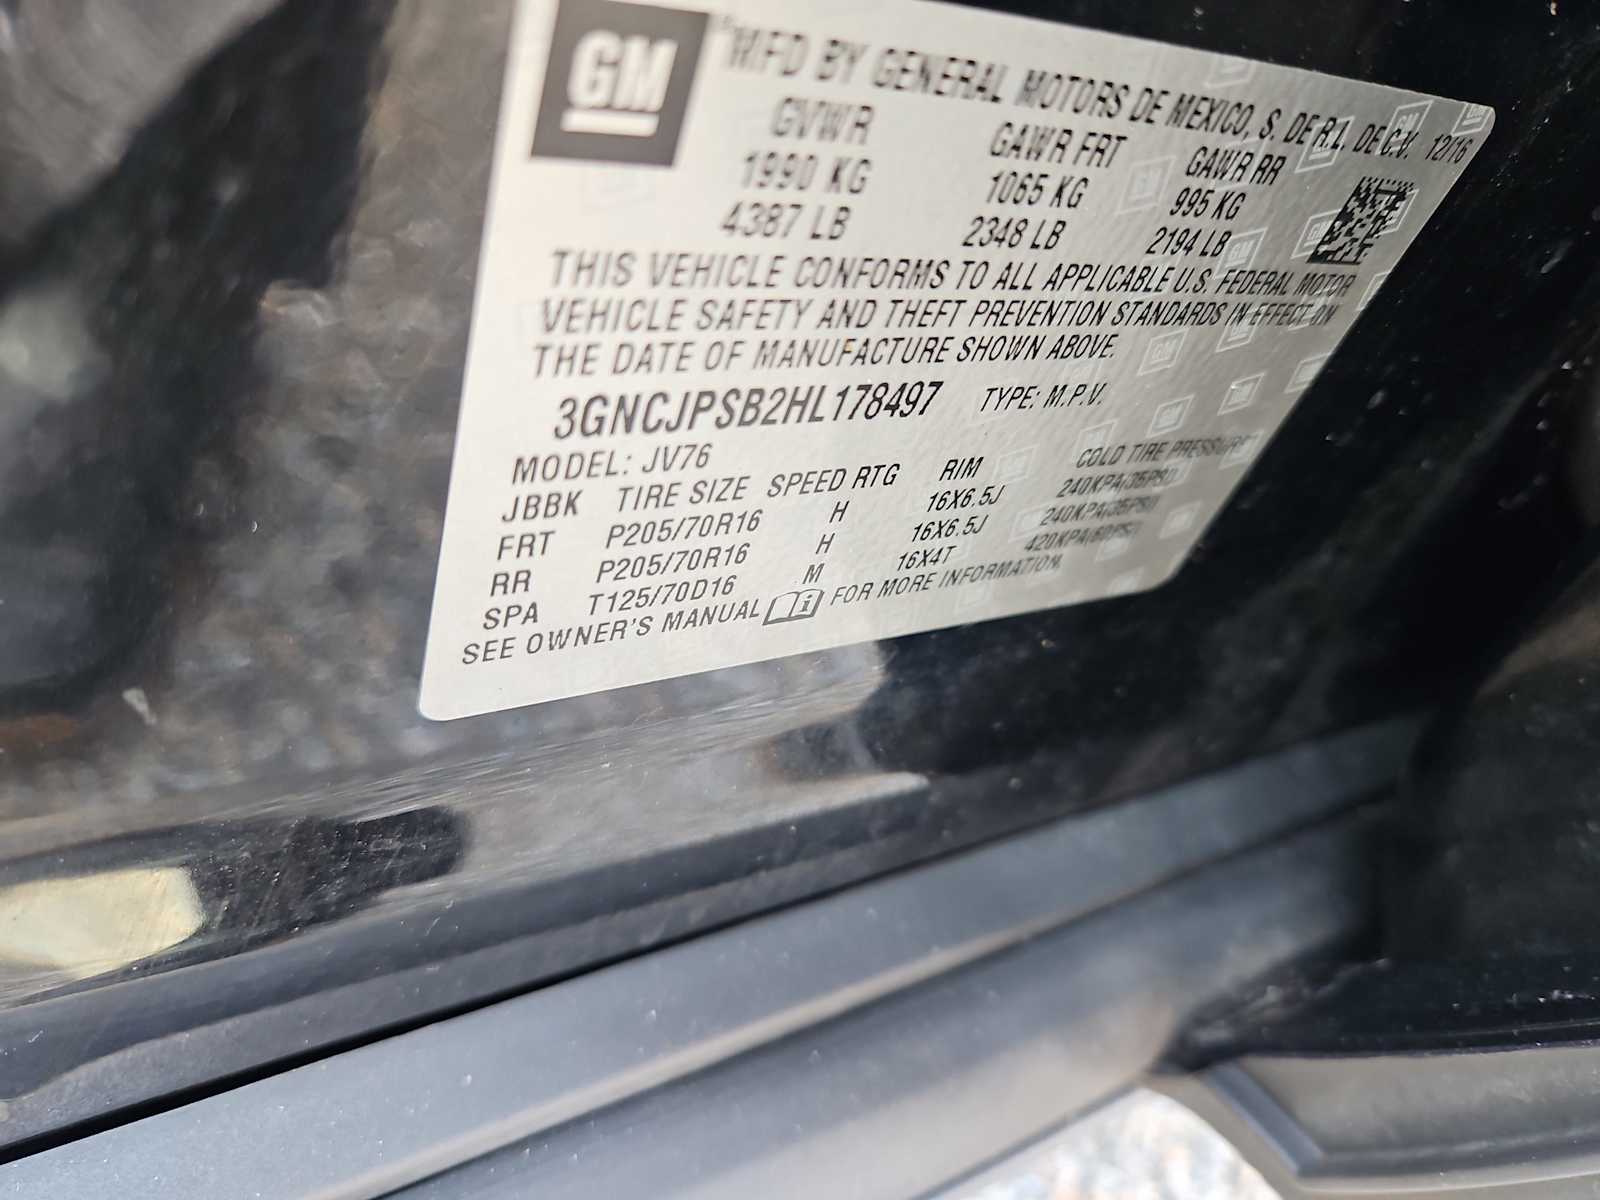 GM
MFD BY GENERAL MOTORS DE MEXICO, S. DE R.L. DE C.V. 12/16
GVWR GAWR FRT GAWR RR
1990 KG 1065 KG 995 KG
4387 LB 2348 LB 2194 LB
THIS VEHICLE CONFORMS TO ALL APPLICABLE U.S. FEDERAL MOTOR
VEHICLE SAFETY AND THEFT PREVENTION STANDARDS IN EFFECT ON
THE DATE OF MANUFACTURE SHOWN ABOVE.
3GNCJPSB2HL178497 TYPE: M.P.V.
MODEL: JV76
JBBK TIRE SIZE SPEED RTG RIM COLD TIRE PRESSURE
FRT P205/70R16 H 16X6.5J 240KPA(35PSI)
RR P205/70R16 H 16X6.5J 240KPA(35PSI)
SPA T125/70D16 M 16X4T 420KPA(60PSI)
SEE OWNER'S MANUAL FOR MORE INFORMATION.